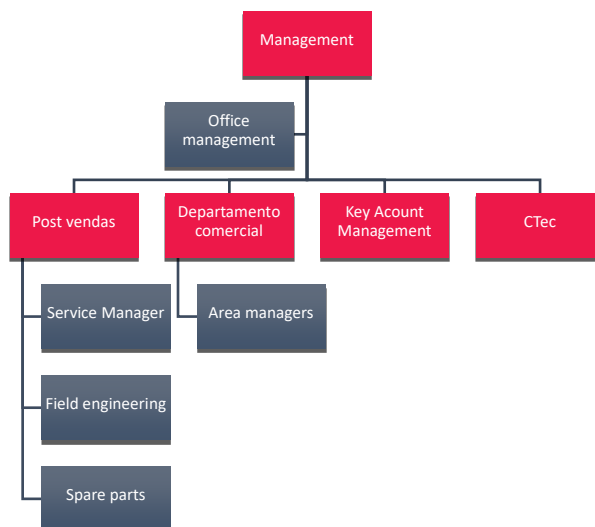 Management
Office
management
Post vendas
Departamento
comercial
Key Acount
Management
CTec
Service Manager
Area managers
Field engineering
Spare parts